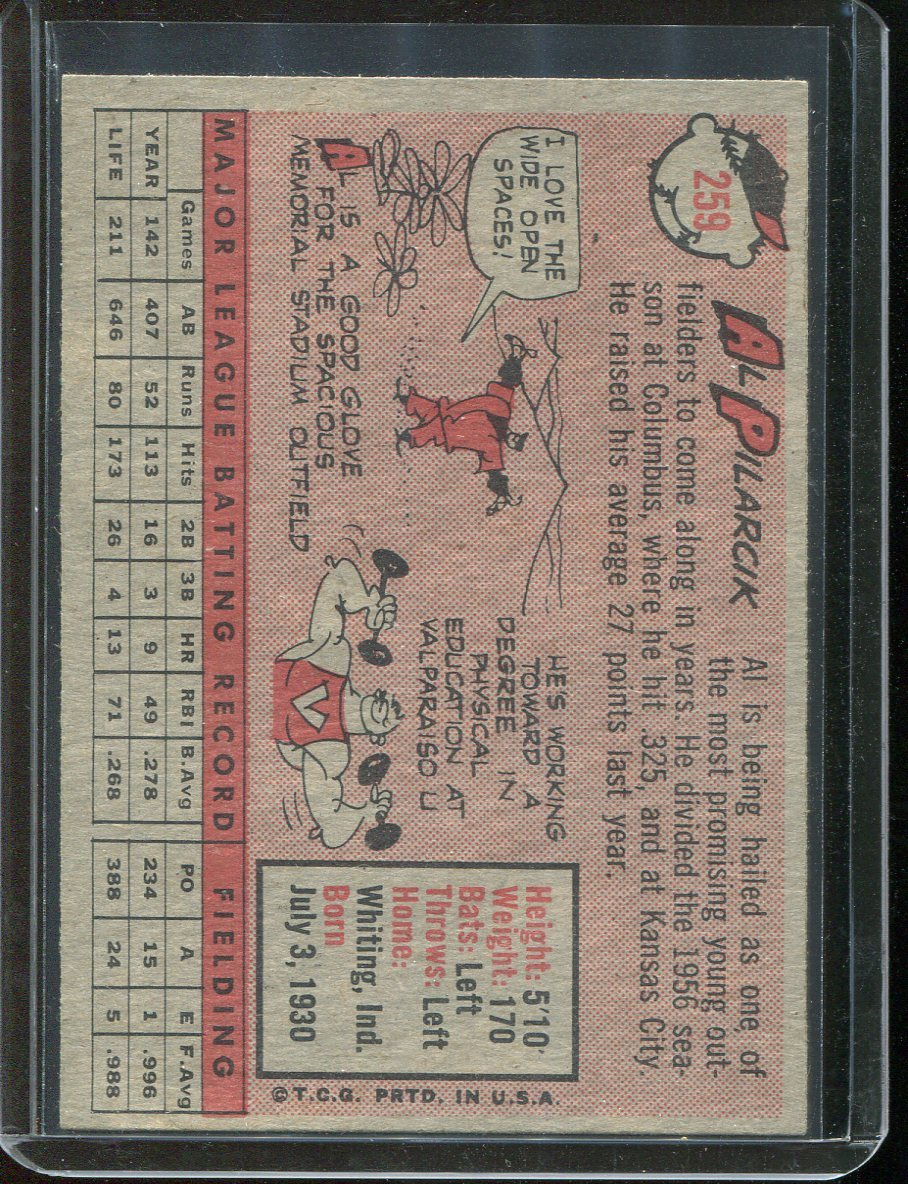 259
AL PILARCIK
Al is being hailed as one of
the most promising young out-
fielders to come along in years. He divided the 1956 sea-
son at Columbus, where he hit .325, and at Kansas City.
He raised his average 27 points last year.
I LOVE THE
WIDE OPEN
SPACES!
AL IS A GOOD GLOVE
FOR THE SPACIOUS
MEMORIAL STADIUM OUTFIELD
HE'S WORKING
TOWARD A
DEGREE IN
PHYSICAL
EDUCATION AT
VALPARAISO U
V
Height: 5'10"
Weight: 170
Bats: Left
Throws: Left
Home:
Whiting, Ind.
Born
July 3, 1930
©T.C.G. PRTD. IN U.S.A.
MAJOR LEAGUE BATTING RECORD FIELDING
Games AB Runs Hits 2B 3B HR RBI B.Avg PO A E F.Avg
YEAR 142 407 52 113 16 3 9 49 .278 234 15 1 .996
LIFE 211 646 80 173 26 4 13 71 .268 388 24 5 .988